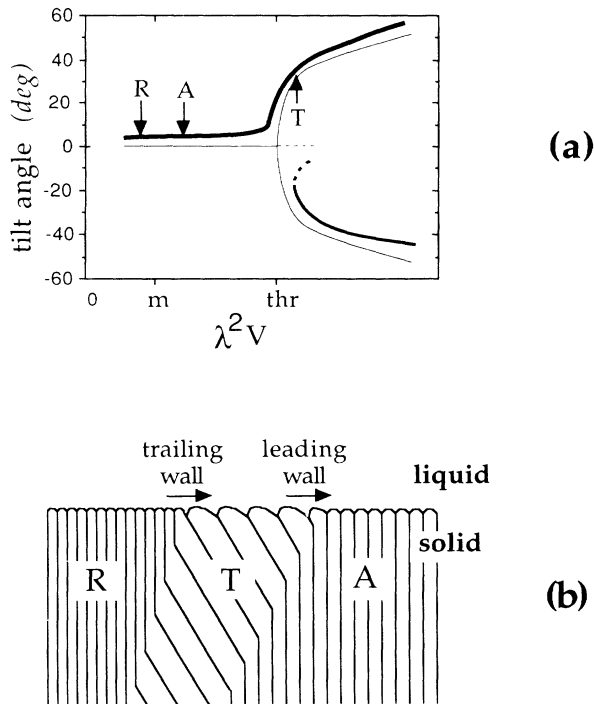 60
40
20
0
-20
-40
-60
tilt angle (deg)
R
A
T
(a)
0
m
thr
λ²V
trailing
wall
leading
wall
liquid
solid
R
T
A
(b)